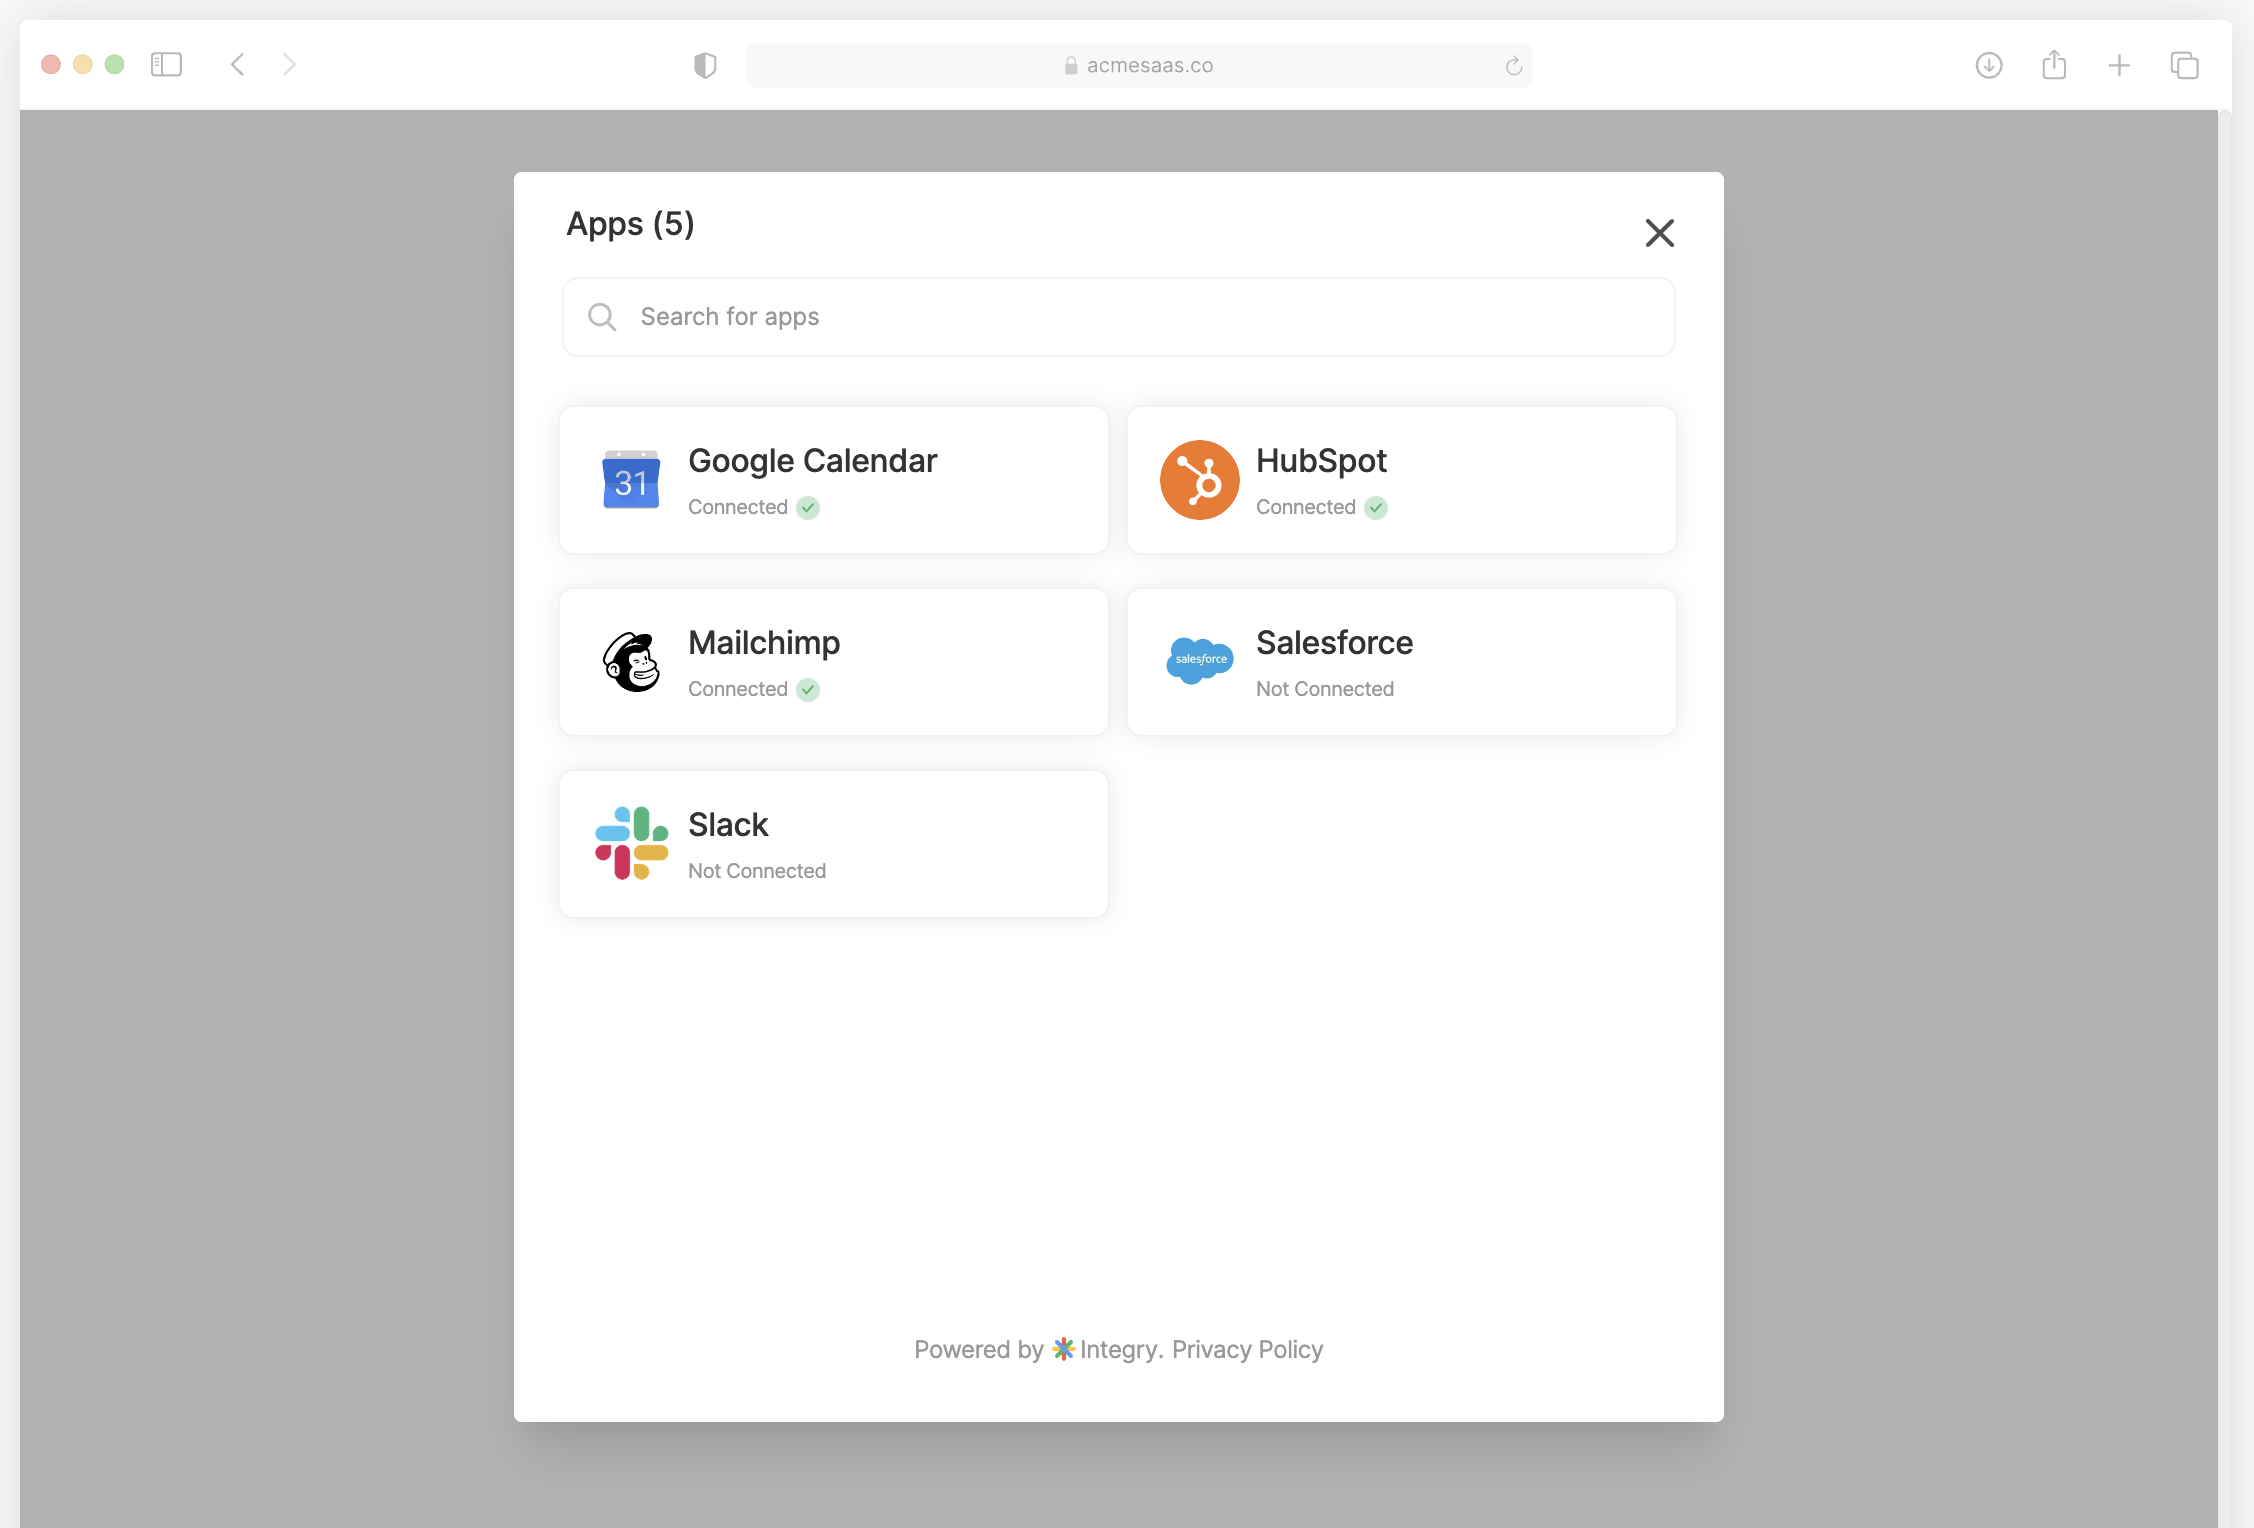 acmesaas.co
Apps (5)
Search for apps
31
Google Calendar
Connected
HubSpot
Connected
Mailchimp
Connected
salesforce
Salesforce
Not Connected
Slack
Not Connected
Powered by Integry. Privacy Policy